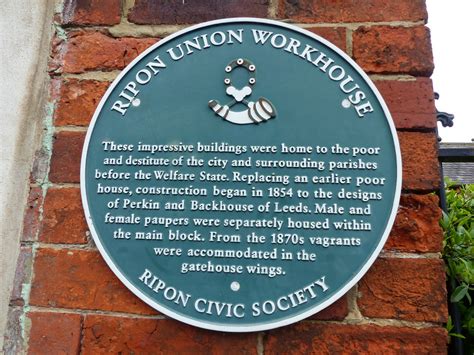 RIPON UNION WORKHOUSE
These impressive buildings were home to the poor
and destitute of the city and surrounding parishes
before the Welfare State. Replacing an earlier poor
house, construction began in 1854 to the designs
of Perkin and Backhouse of Leeds. Male and
female paupers were separately housed within
the main block. From the 1870s vagrants
were accommodated in the
gatehouse wings.
RIPON CIVIC SOCIETY